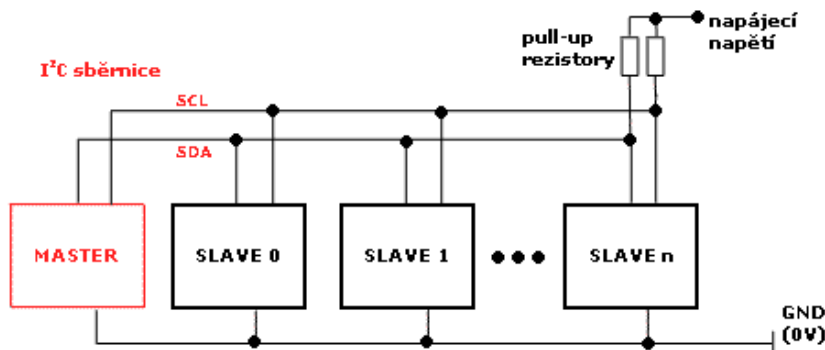 napájecí
napětí
pull-up
rezistory
I²C sběrnice
SCL
SDA
MASTER
SLAVE 0
SLAVE 1
SLAVE n
GND
(0V)